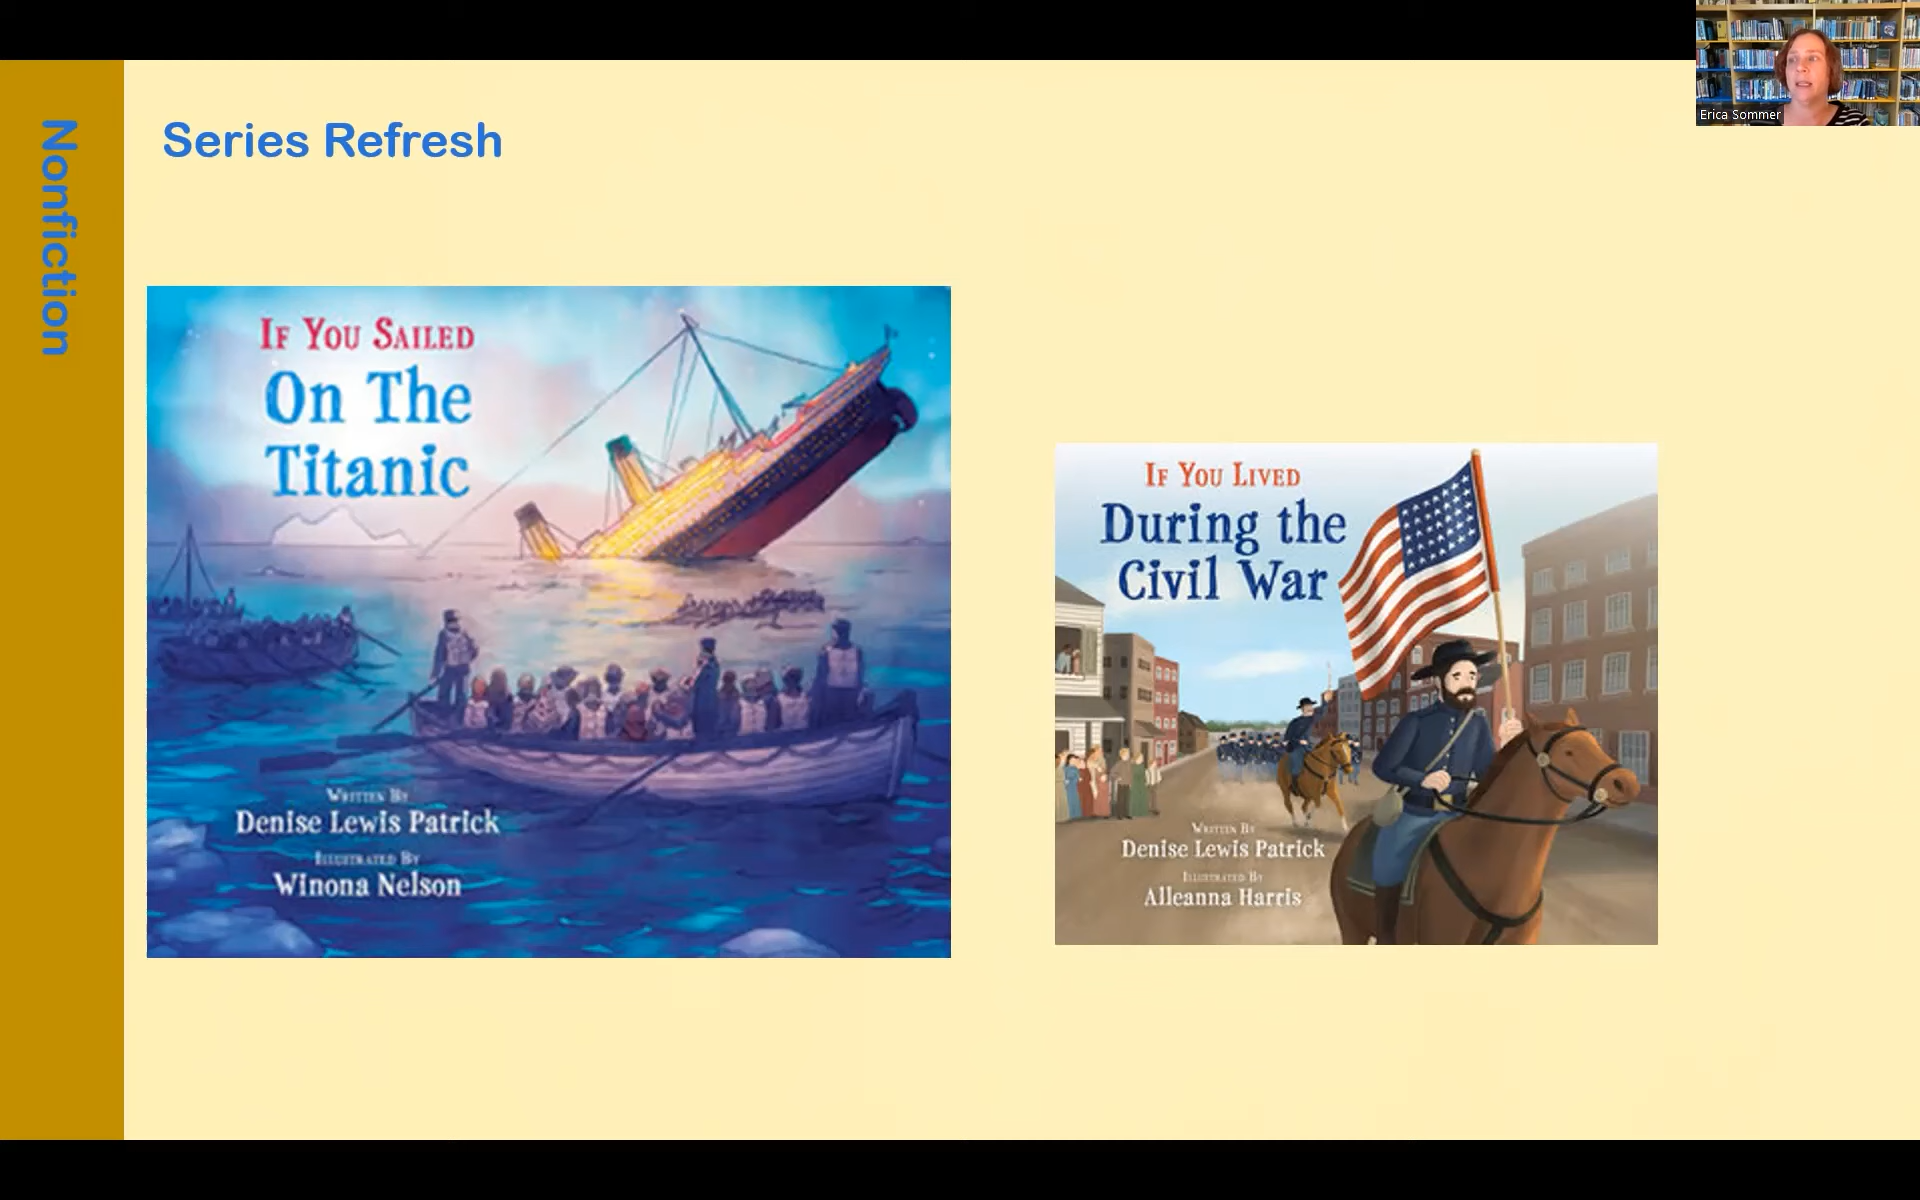 Nonfiction
Series Refresh
Erica Sommer
IF YOU SAILED
On The
Titanic
WRITTEN BY
Denise Lewis Patrick
ILLUSTRATED BY
Winona Nelson
IF YOU LIVED
During the
Civil War
WRITTEN BY
Denise Lewis Patrick
ILLUSTRATED BY
Alleanna Harris